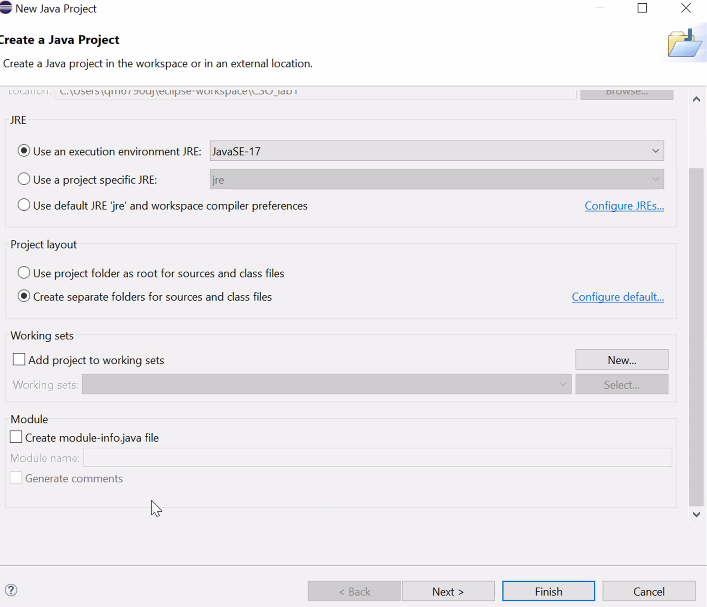 New Java Project
Create a Java Project
Create a Java project in the workspace or in an external location.
Location: C:\Users\qm6790dj\eclipse-workspace\CSO_lab1 Browse...
JRE
Use an execution environment JRE: JavaSE-17
Use a project specific JRE: jre
Use default JRE 'jre' and workspace compiler preferences Configure JREs...
Project layout
Use project folder as root for sources and class files
Create separate folders for sources and class files Configure default...
Working sets
Add project to working sets New...
Working sets: Select...
Module
Create module-info.java file
Module name:
Generate comments
< Back Next > Finish Cancel